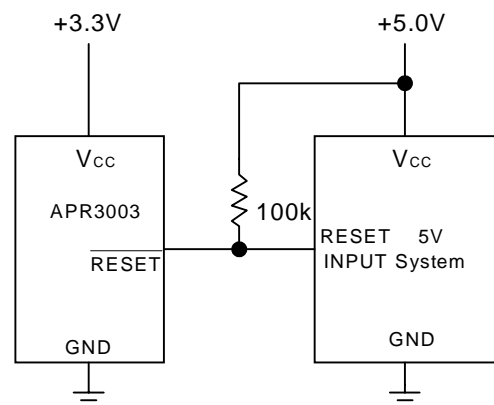 +3.3V
+5.0V
VCC
VCC
APR3003
100k
RESET
RESET 5V
INPUT System
GND
GND